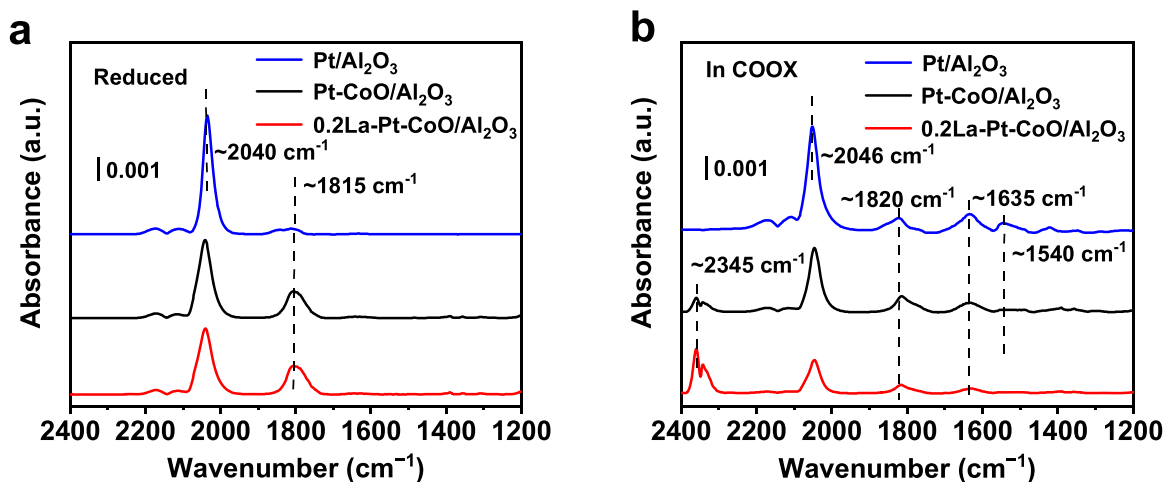 a
Reduced
Pt/Al₂O₃
Pt-CoO/Al₂O₃
0.2La-Pt-CoO/Al₂O₃
0.001
~2040 cm⁻¹
~1815 cm⁻¹
Absorbance (a.u.)
2400 2200 2000 1800 1600 1400 1200
Wavenumber (cm⁻¹)
b
In COOX
Pt/Al₂O₃
Pt-CoO/Al₂O₃
0.2La-Pt-CoO/Al₂O₃
0.001
~2046 cm⁻¹
~1820 cm⁻¹
~1635 cm⁻¹
~1540 cm⁻¹
~2345 cm⁻¹
Absorbance (a.u.)
2400 2200 2000 1800 1600 1400 1200
Wavenumber (cm⁻¹)